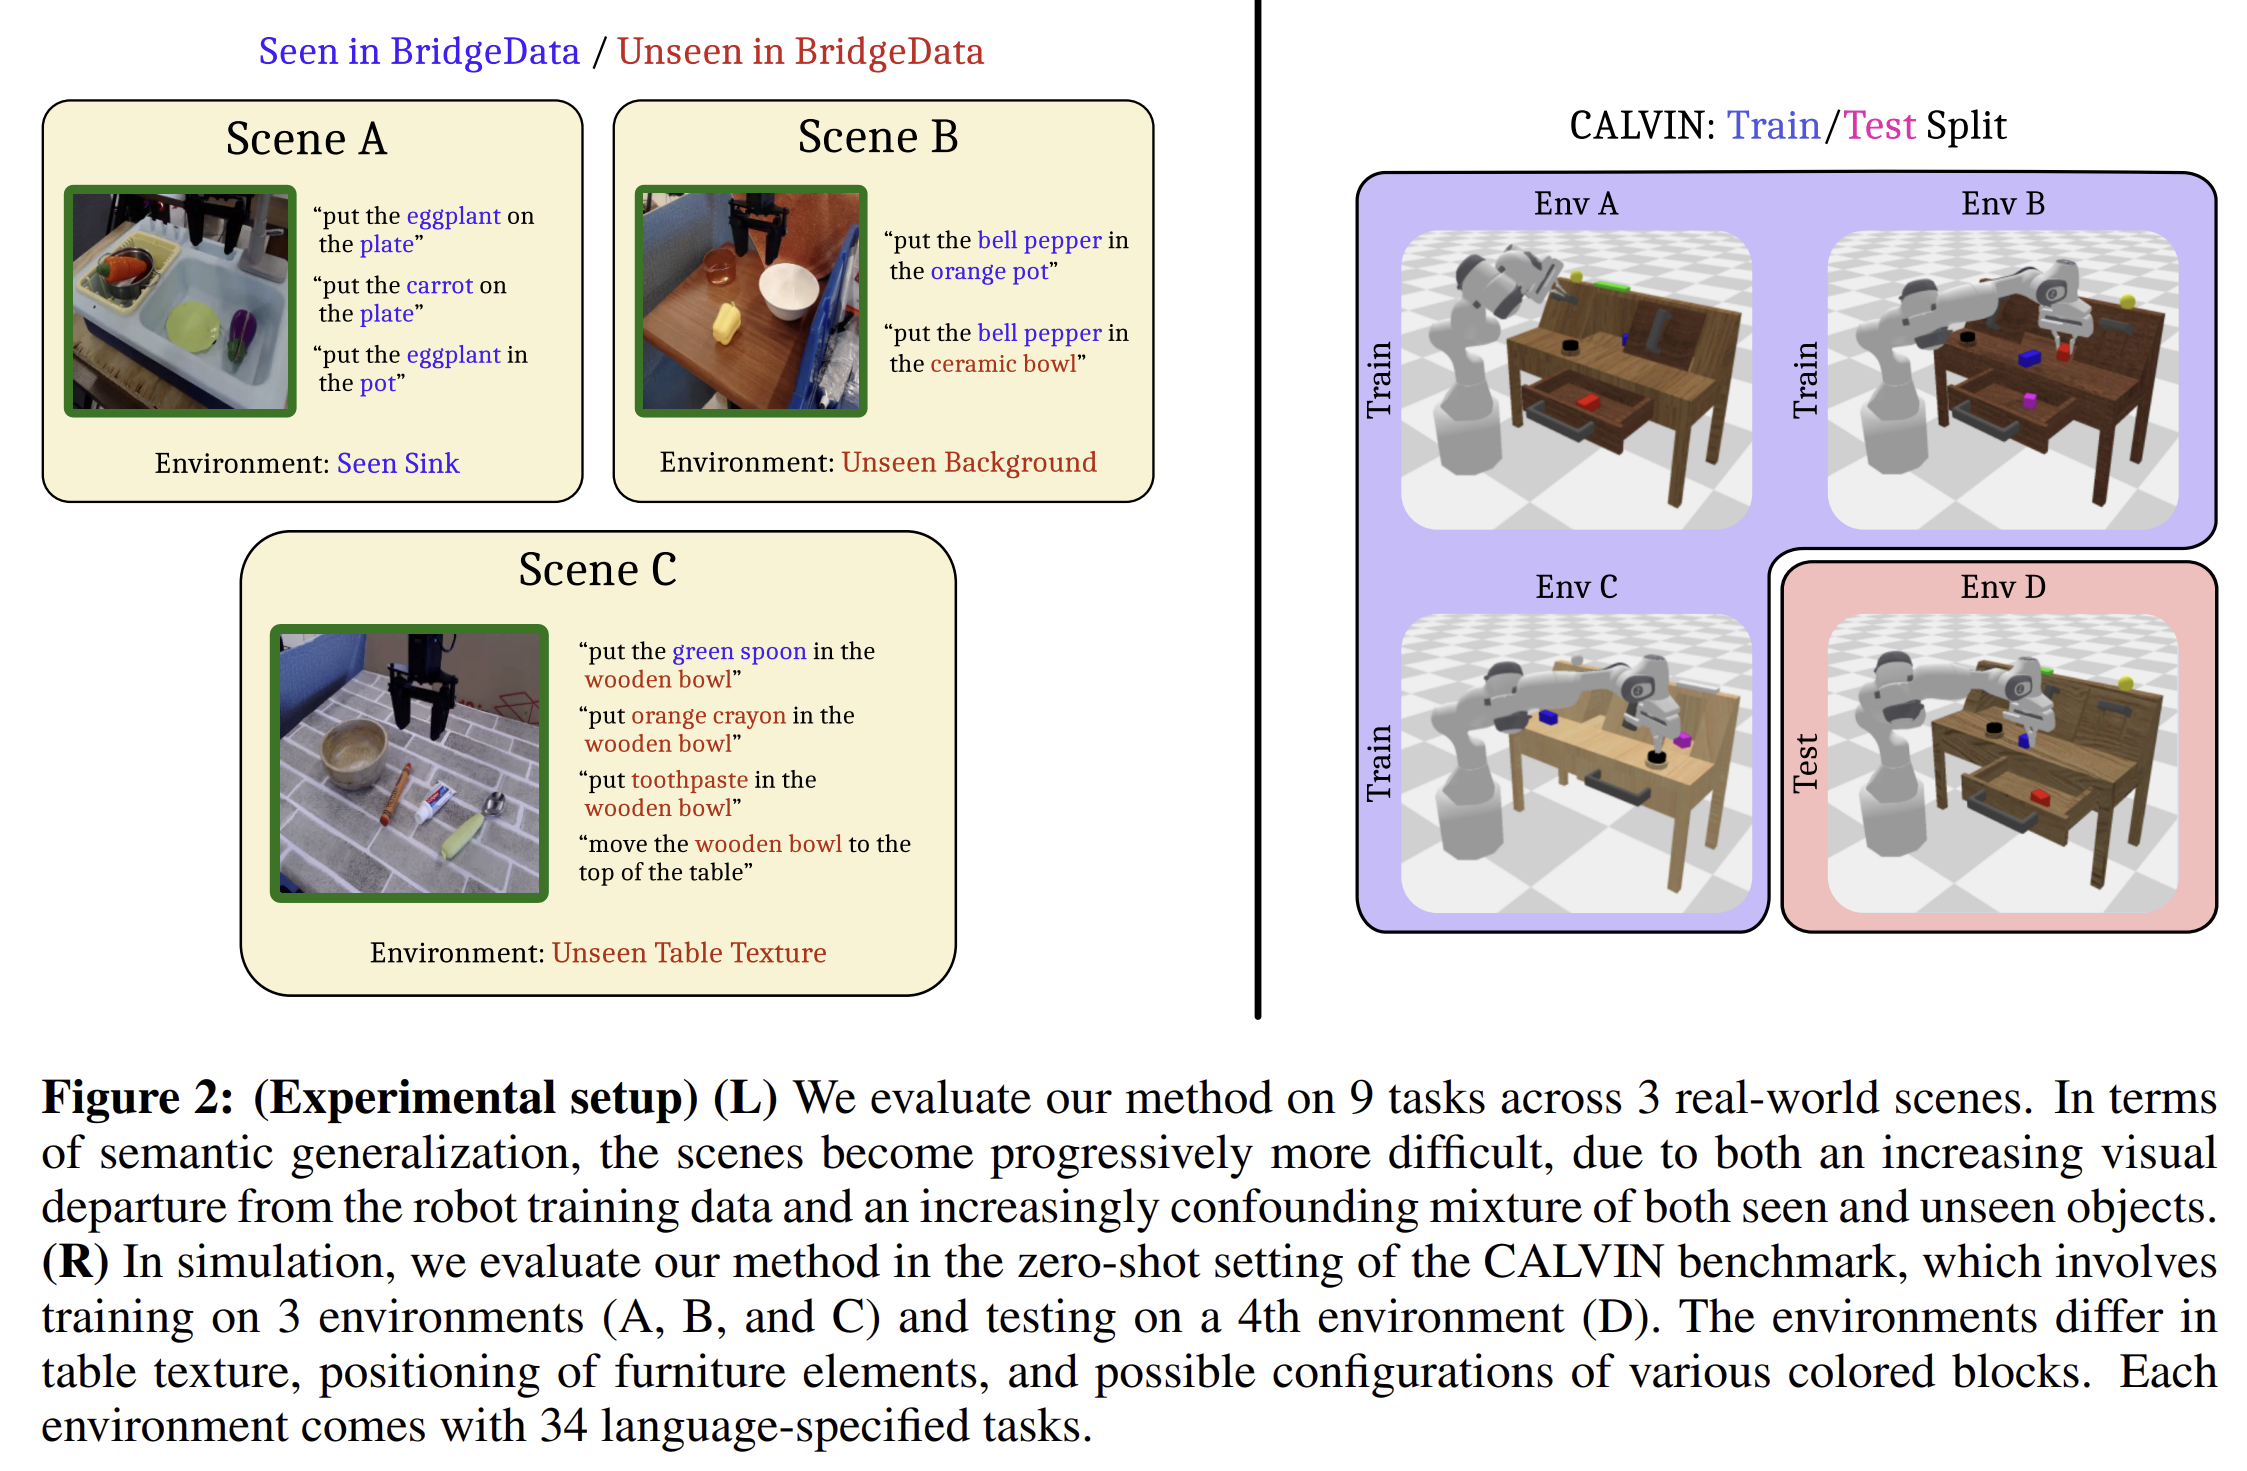 Seen in BridgeData / Unseen in BridgeData
Scene A
“put the eggplant on
the plate”
“put the carrot on
the plate”
“put the eggplant in
the pot”
Environment: Seen Sink
Scene B
“put the bell pepper in
the orange pot”
“put the bell pepper in
the ceramic bowl”
Environment: Unseen Background
Scene C
“put the green spoon in the
wooden bowl”
“put orange crayon in the
wooden bowl”
“put toothpaste in the
wooden bowl”
“move the wooden bowl to the
top of the table”
Environment: Unseen Table Texture
CALVIN: Train/Test Split
Env A
Train
Env B
Train
Env C
Train
Env D
Test
Figure 2: (Experimental setup) (L) We evaluate our method on 9 tasks across 3 real-world scenes. In terms
of semantic generalization, the scenes become progressively more difficult, due to both an increasing visual
departure from the robot training data and an increasingly confounding mixture of both seen and unseen objects.
(R) In simulation, we evaluate our method in the zero-shot setting of the CALVIN benchmark, which involves
training on 3 environments (A, B, and C) and testing on a 4th environment (D). The environments differ in
table texture, positioning of furniture elements, and possible configurations of various colored blocks. Each
environment comes with 34 language-specified tasks.